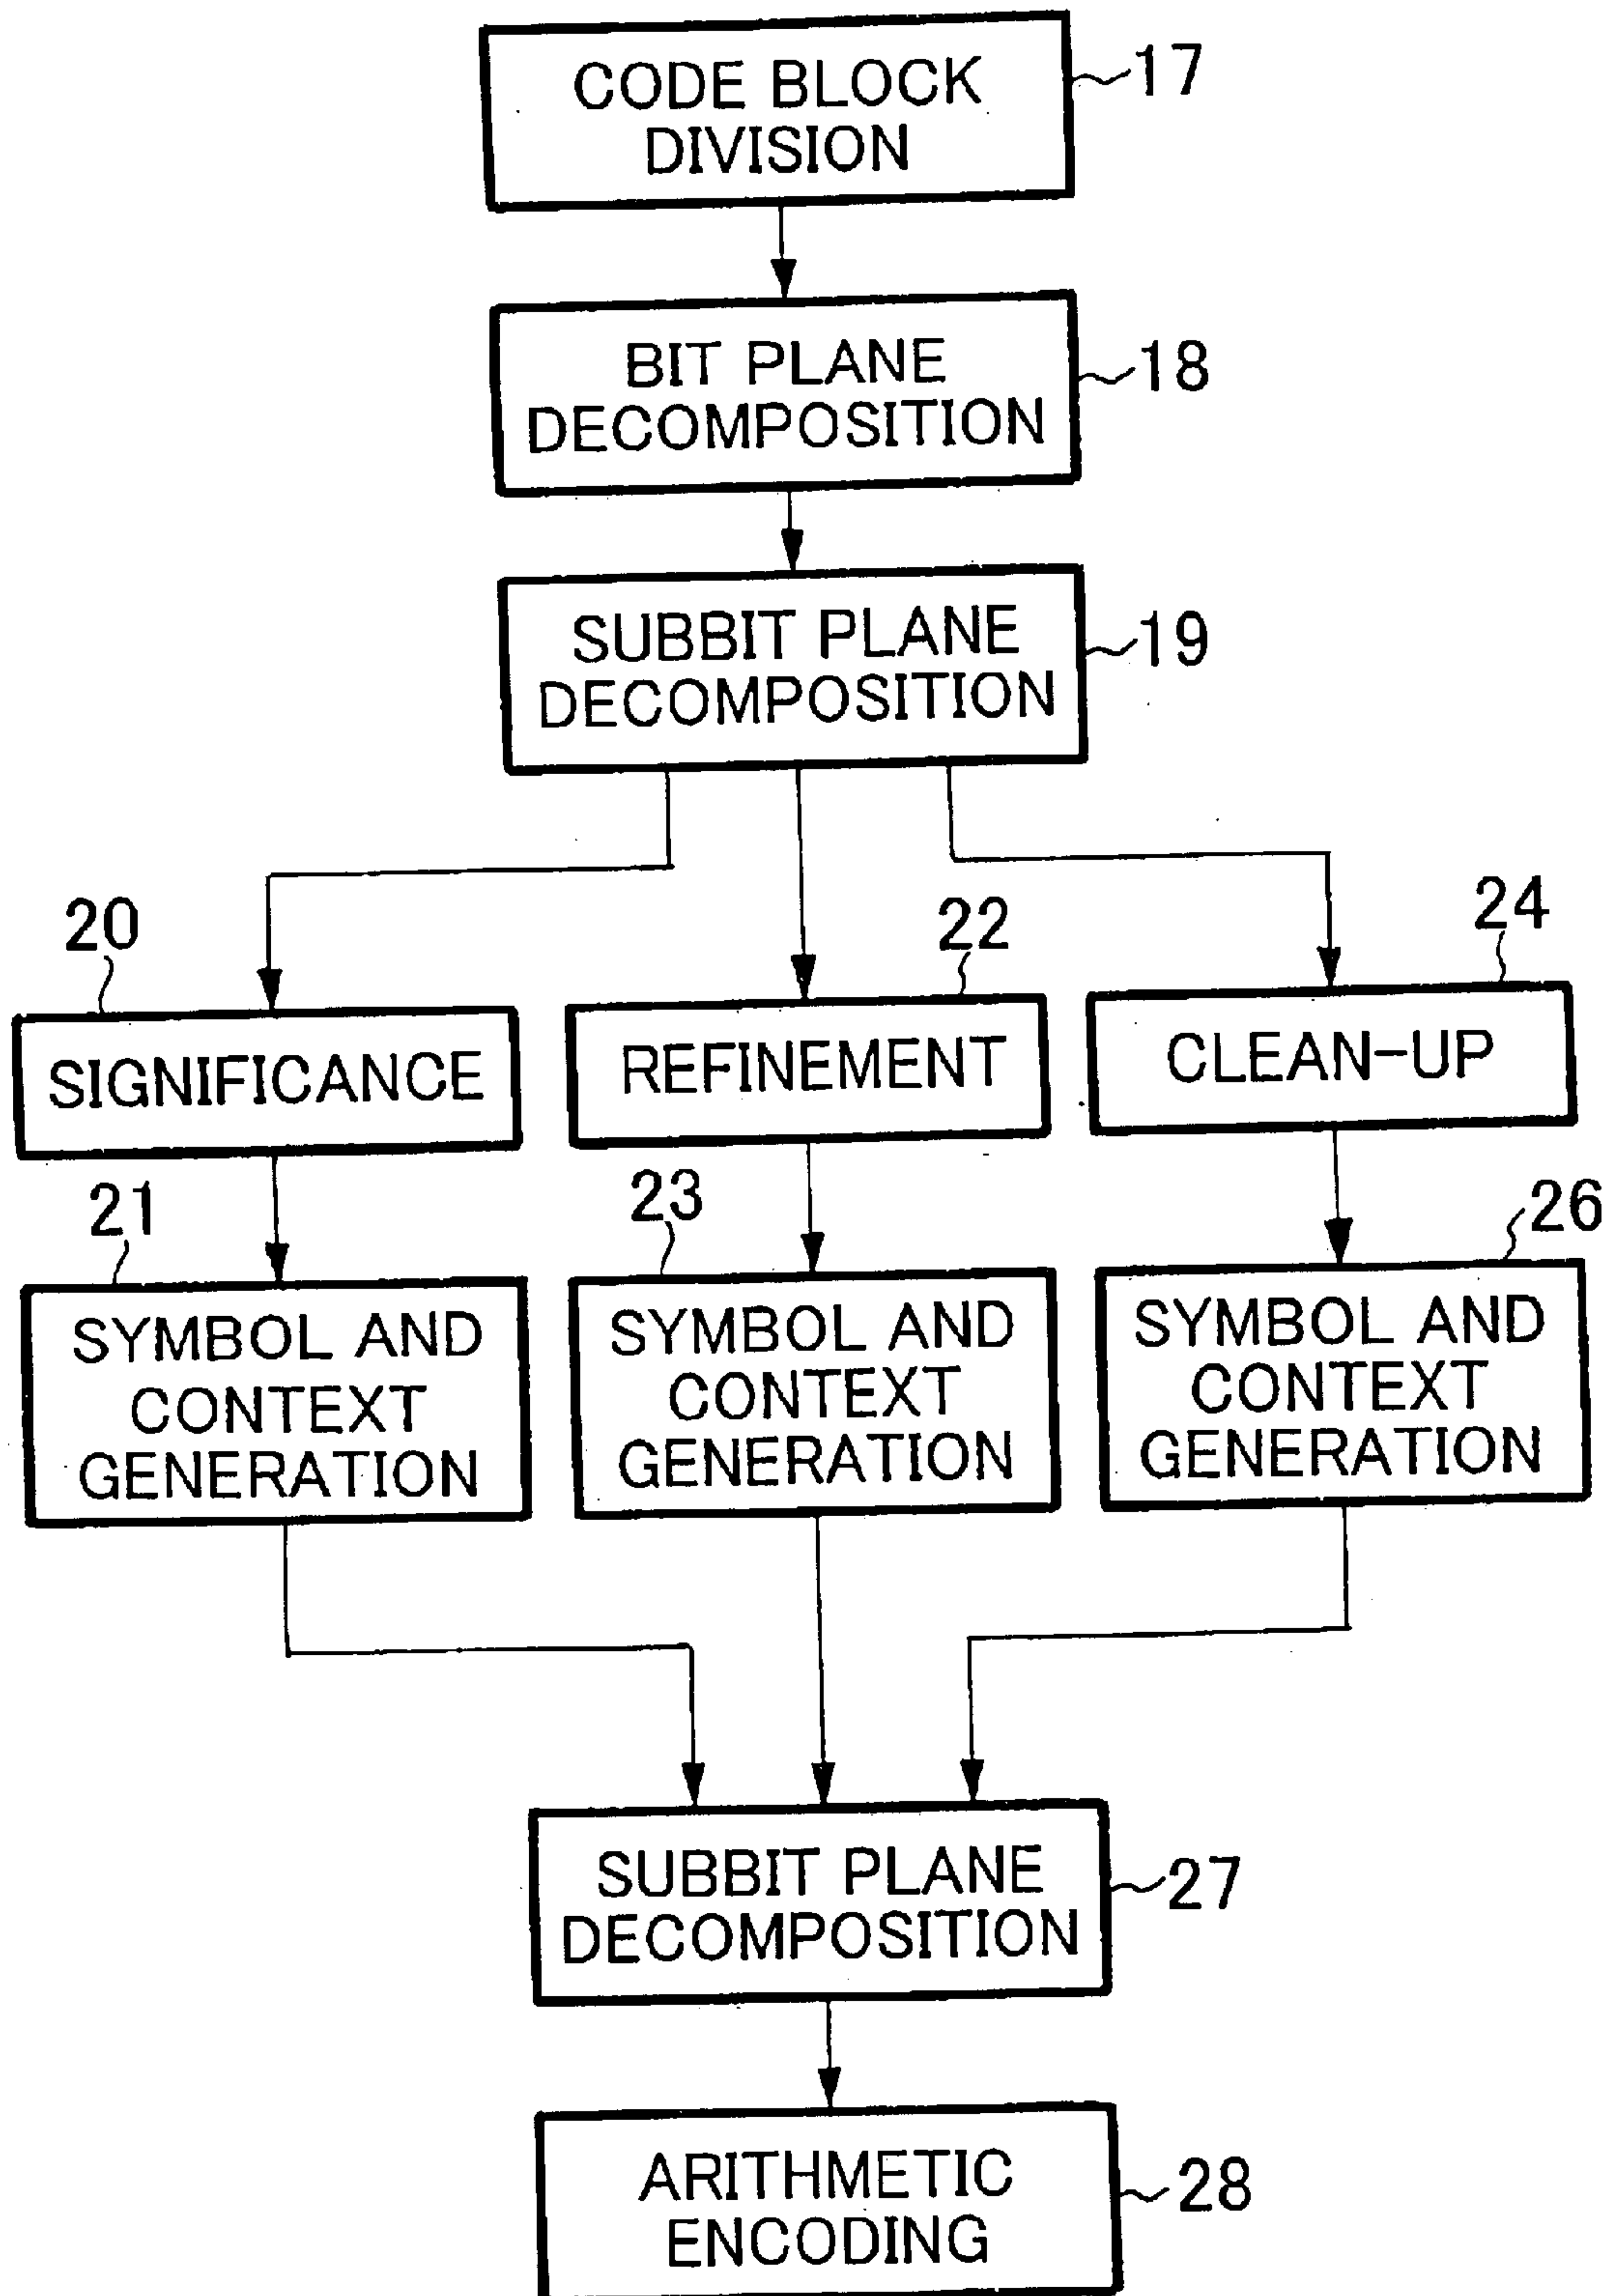 CODE BLOCK
DIVISION
17
BIT PLANE
DECOMPOSITION
18
SUBBIT PLANE
DECOMPOSITION
19
20
22
24
SIGNIFICANCE
REFINEMENT
CLEAN-UP
21
23
26
SYMBOL AND
CONTEXT
GENERATION
SYMBOL AND
CONTEXT
GENERATION
SYMBOL AND
CONTEXT
GENERATION
SUBBIT PLANE
DECOMPOSITION
27
ARITHMETIC
ENCODING
28